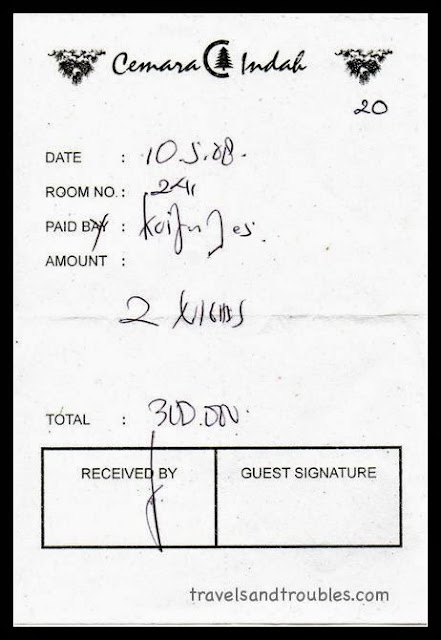 Cemara Indah
20
DATE : 10.5.08.
ROOM NO. : 241
PAID BAY :
AMOUNT :
2 NIGHTS
TOTAL : 300.000.
RECEIVED BY GUEST SIGNATURE
travelsandtroubles.com